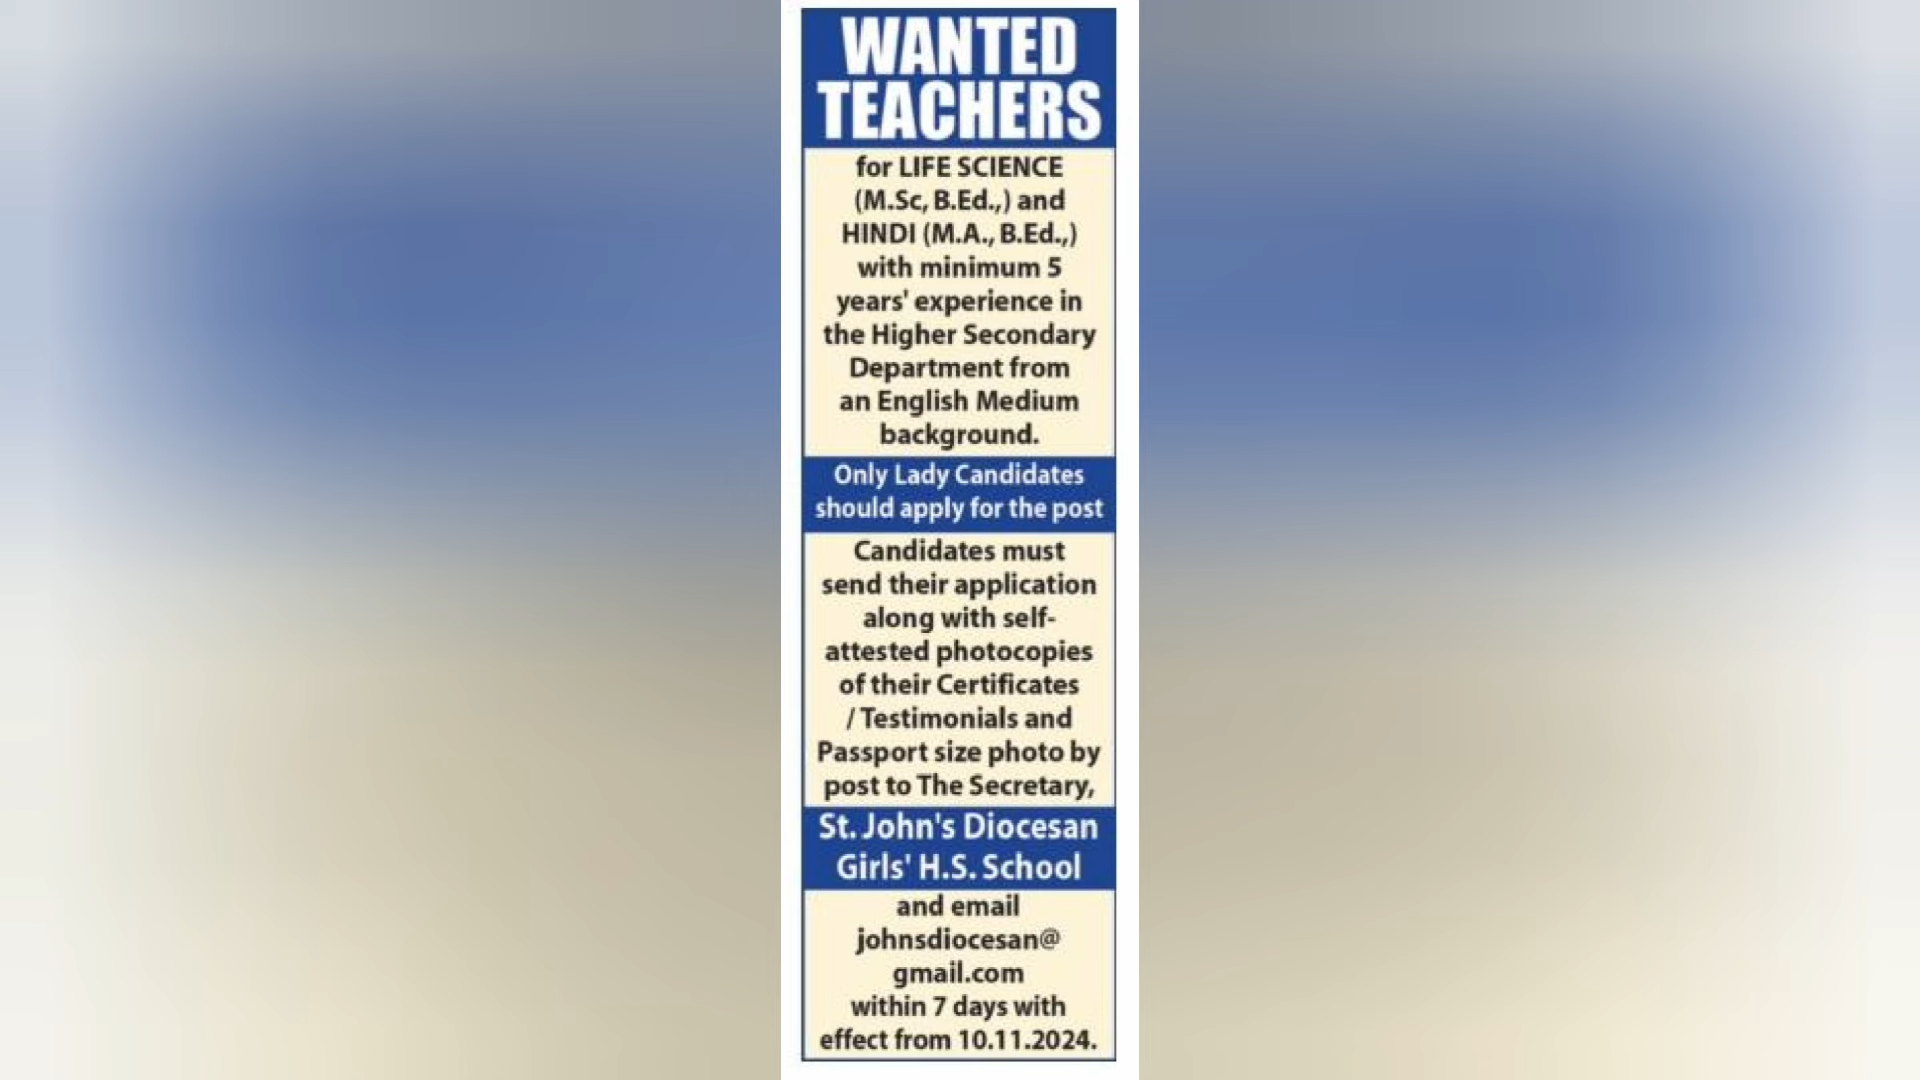 WANTED
TEACHERS
for LIFE SCIENCE
(M.Sc, B.Ed.,) and
HINDI (M.A., B.Ed.,)
with minimum 5
years' experience in
the Higher Secondary
Department from
an English Medium
background.
Only Lady Candidates
should apply for the post
Candidates must
send their application
along with self-
attested photocopies
of their Certificates
/ Testimonials and
Passport size photo by
post to The Secretary,
St. John's Diocesan
Girls' H.S. School
and email
johnsdiocesan@
gmail.com
within 7 days with
effect from 10.11.2024.